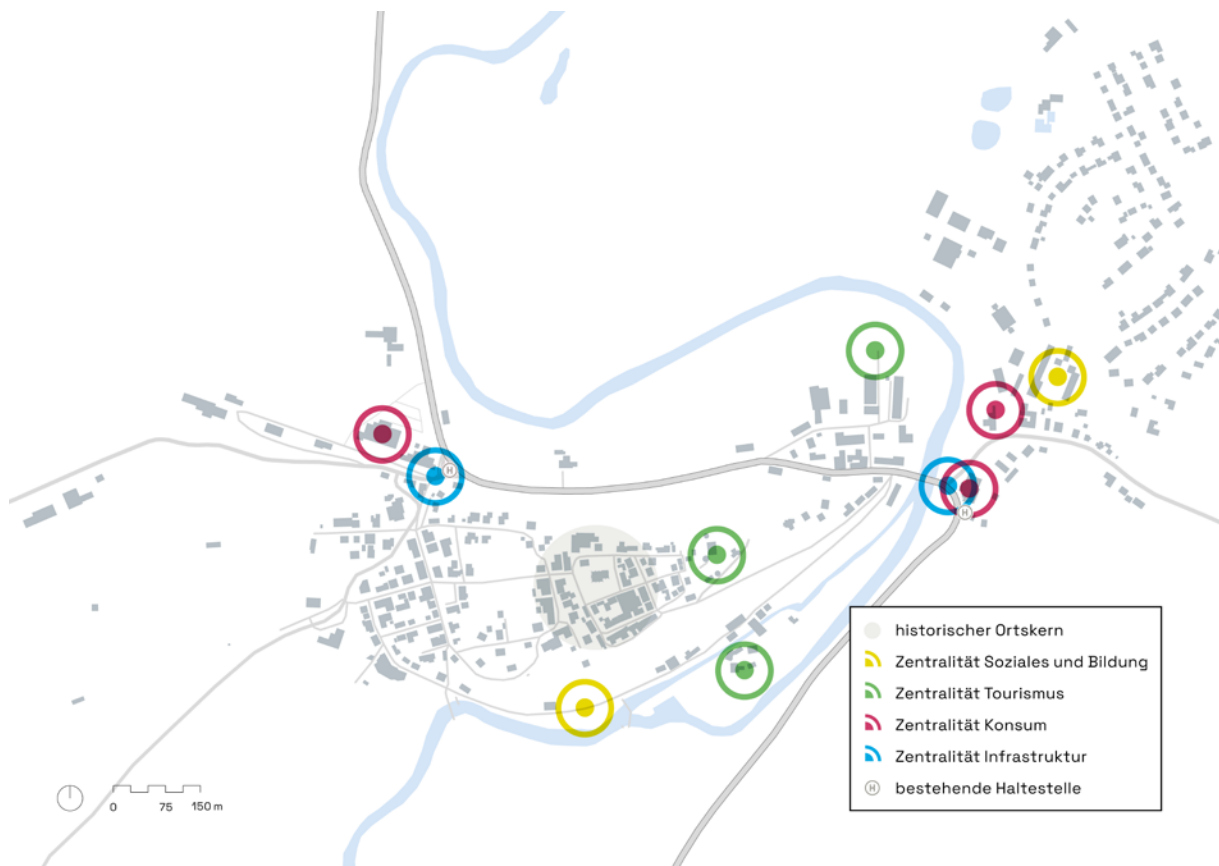 H
H
historischer Ortskern
Zentralität Soziales und Bildung
Zentralität Tourismus
Zentralität Konsum
Zentralität Infrastruktur
H bestehende Haltestelle
0 75 150 m